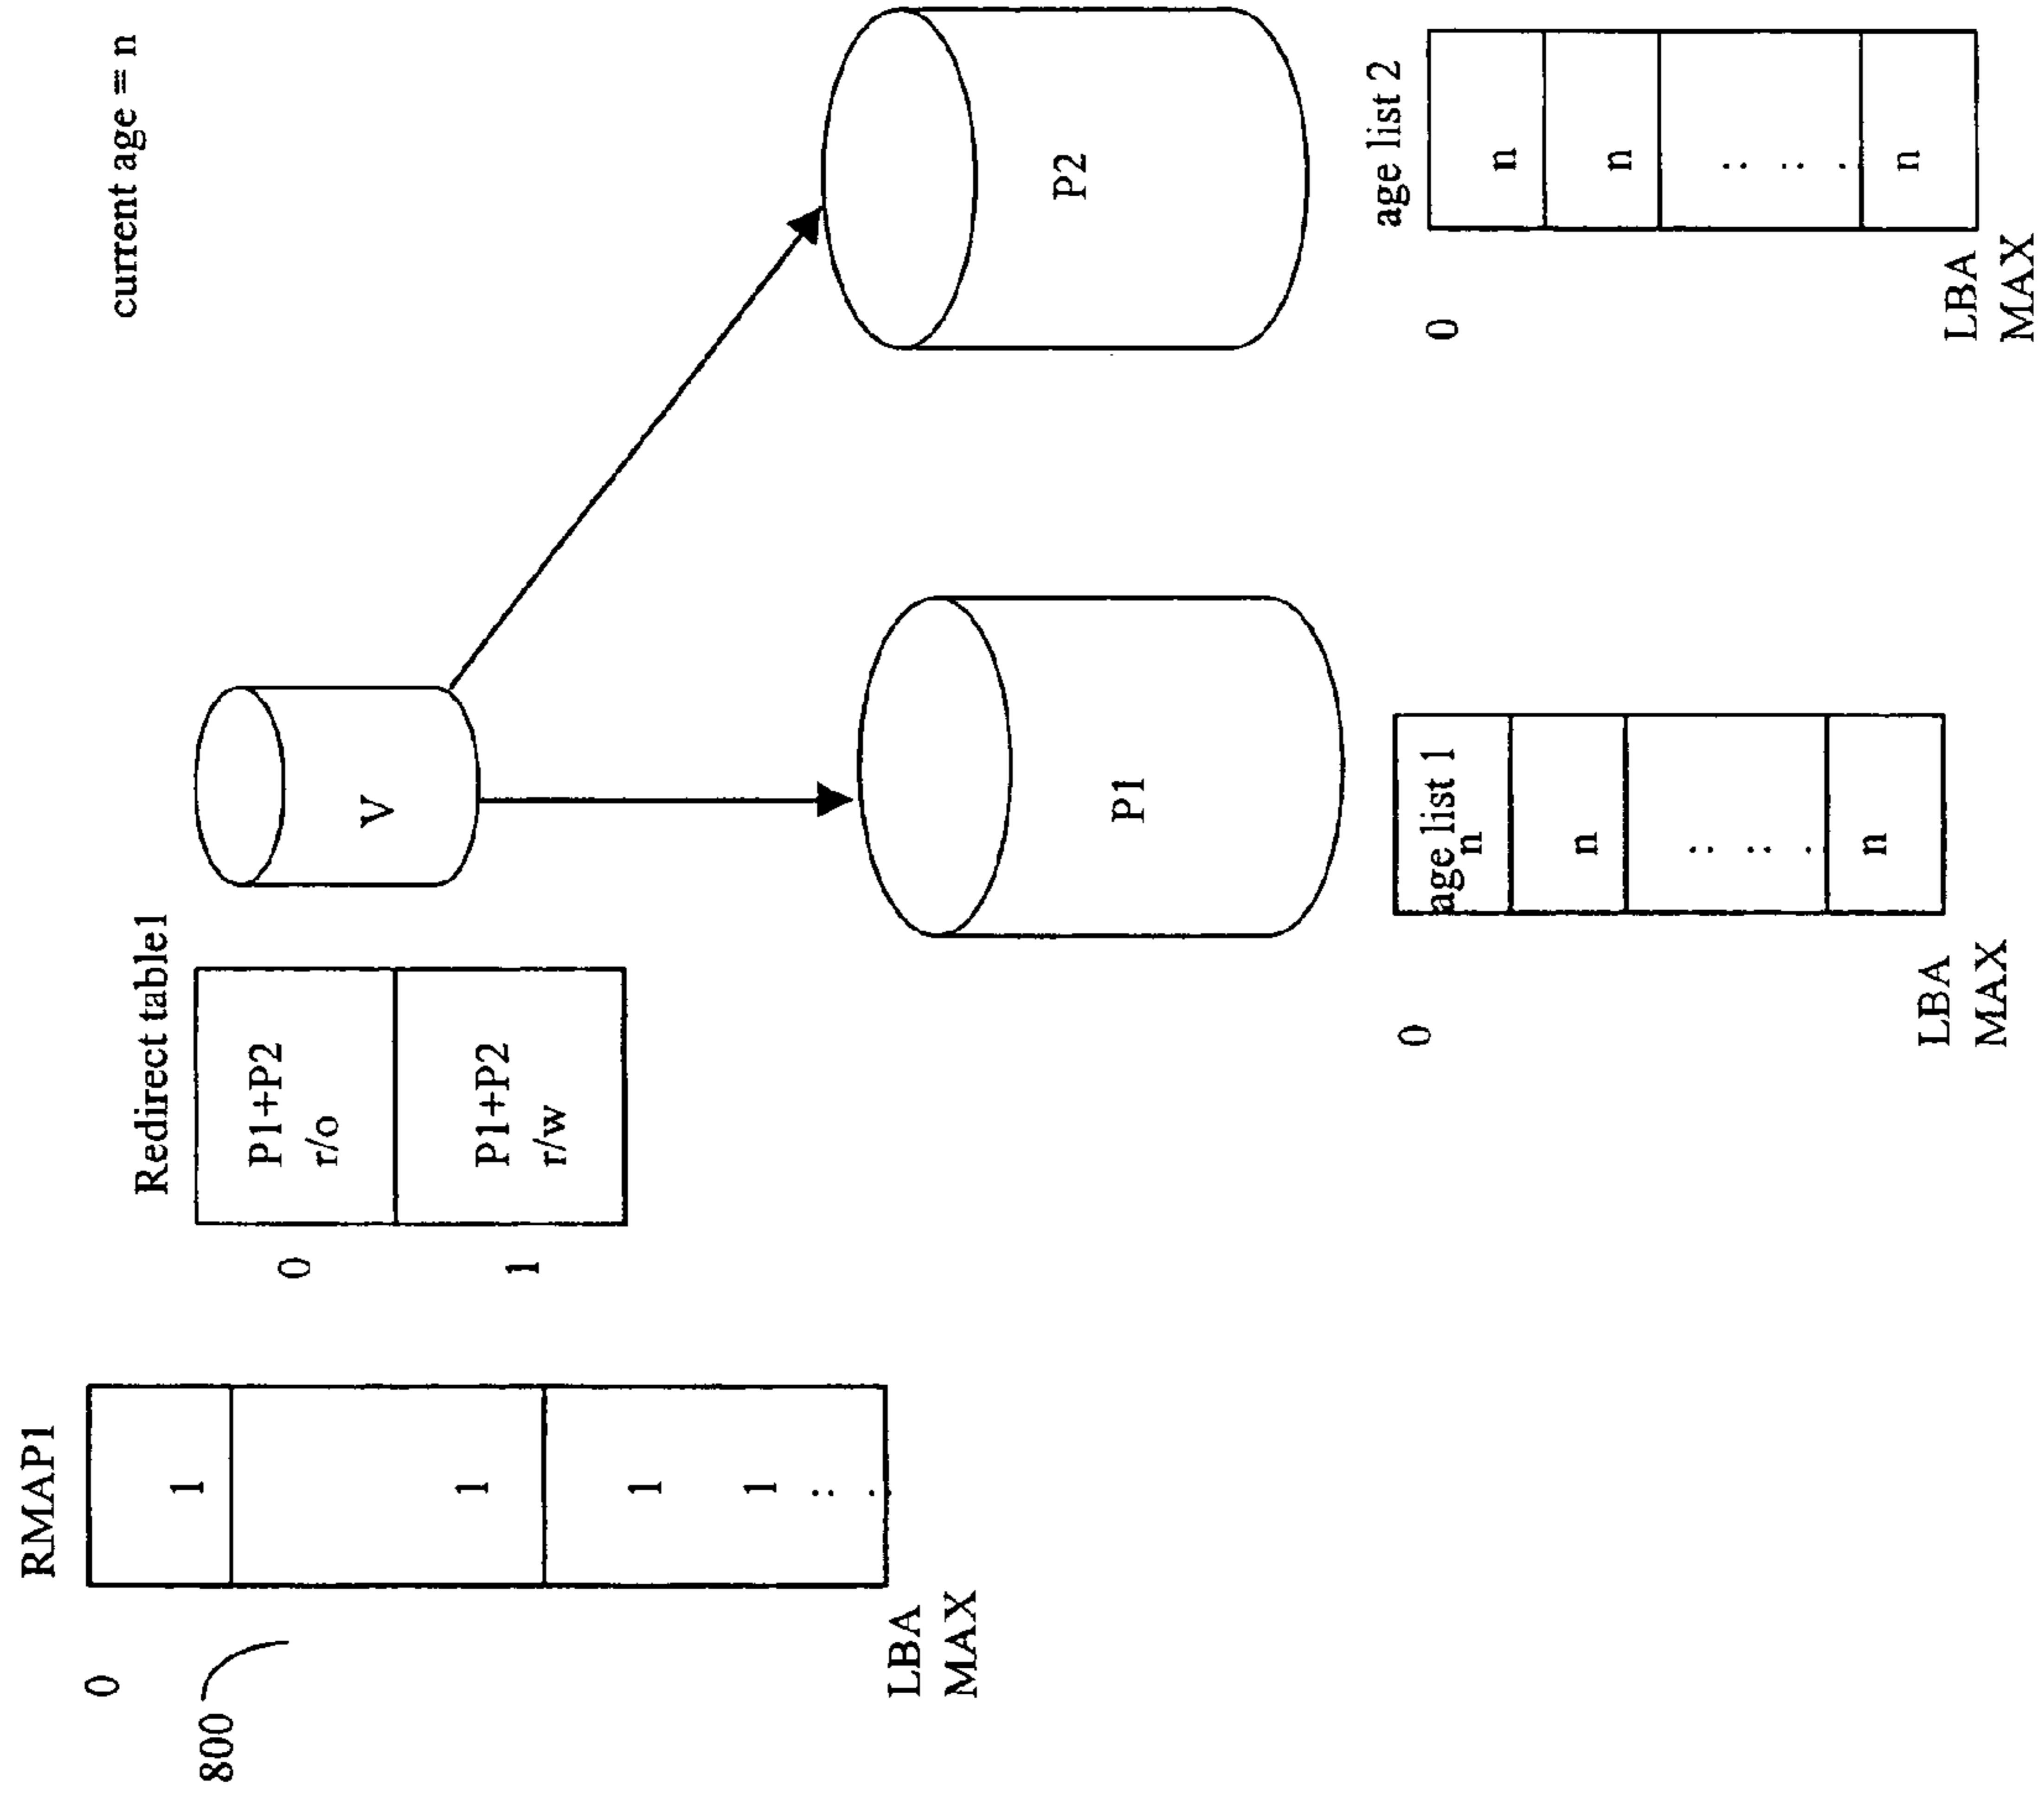 RMAP1
0
800
1
1
1
1
:
.
LBA
MAX
Redirect table1
0
P1+P2
r/o
1
P1+P2
r/w
V
current age = n
P1
P2
age list 1
0
n
n
: : .
n
LBA
MAX
age list 2
0
n
n
: : .
n
LBA
MAX